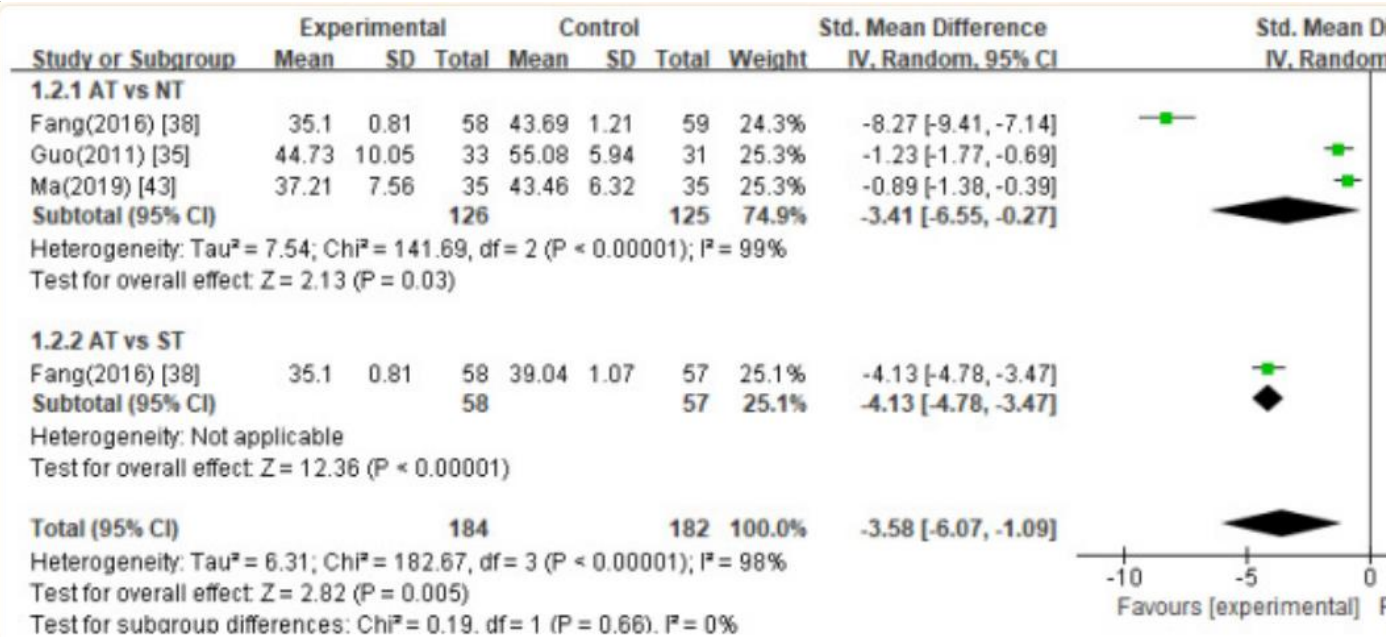 Experimental Control Std. Mean Difference Std. Mean Di
Study or Subgroup Mean SD Total Mean SD Total Weight IV, Random, 95% CI IV, Random
1.2.1 AT vs NT
Fang(2016) [38] 35.1 0.81 58 43.69 1.21 59 24.3% -8.27 [-9.41, -7.14]
Guo(2011) [35] 44.73 10.05 33 55.08 5.94 31 25.3% -1.23 [-1.77, -0.69]
Ma(2019) [43] 37.21 7.56 35 43.46 6.32 35 25.3% -0.89 [-1.38, -0.39]
Subtotal (95% CI) 126 125 74.9% -3.41 [-6.55, -0.27]
Heterogeneity: Tau² = 7.54; Chi² = 141.69, df = 2 (P < 0.00001); I² = 99%
Test for overall effect: Z = 2.13 (P = 0.03)
1.2.2 AT vs ST
Fang(2016) [38] 35.1 0.81 58 39.04 1.07 57 25.1% -4.13 [-4.78, -3.47]
Subtotal (95% CI) 58 57 25.1% -4.13 [-4.78, -3.47]
Heterogeneity: Not applicable
Test for overall effect: Z = 12.36 (P < 0.00001)
Total (95% CI) 184 182 100.0% -3.58 [-6.07, -1.09]
Heterogeneity: Tau² = 6.31; Chi² = 182.67, df = 3 (P < 0.00001); I² = 98%
Test for overall effect: Z = 2.82 (P = 0.005)
Test for subgroup differences: Chi² = 0.19, df = 1 (P = 0.66), I² = 0%
-10 -5 0
Favours [experimental] F